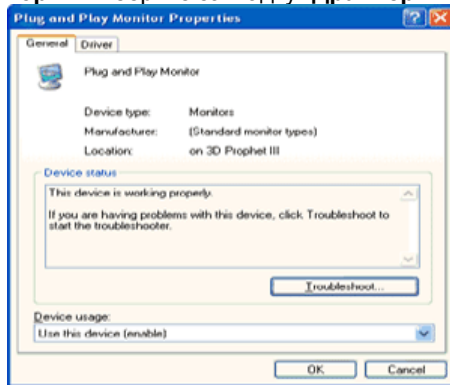 Plug and Play Monitor Properties
General Driver
Plug and Play Monitor
Device type: Monitors
Manufacturer: (Standard monitor types)
Location: on 3D Prophet III
Device status
This device is working properly.
If you are having problems with this device, click Troubleshoot to
start the troubleshooter.
Troubleshoot...
Device usage:
Use this device (enable)
OK Cancel